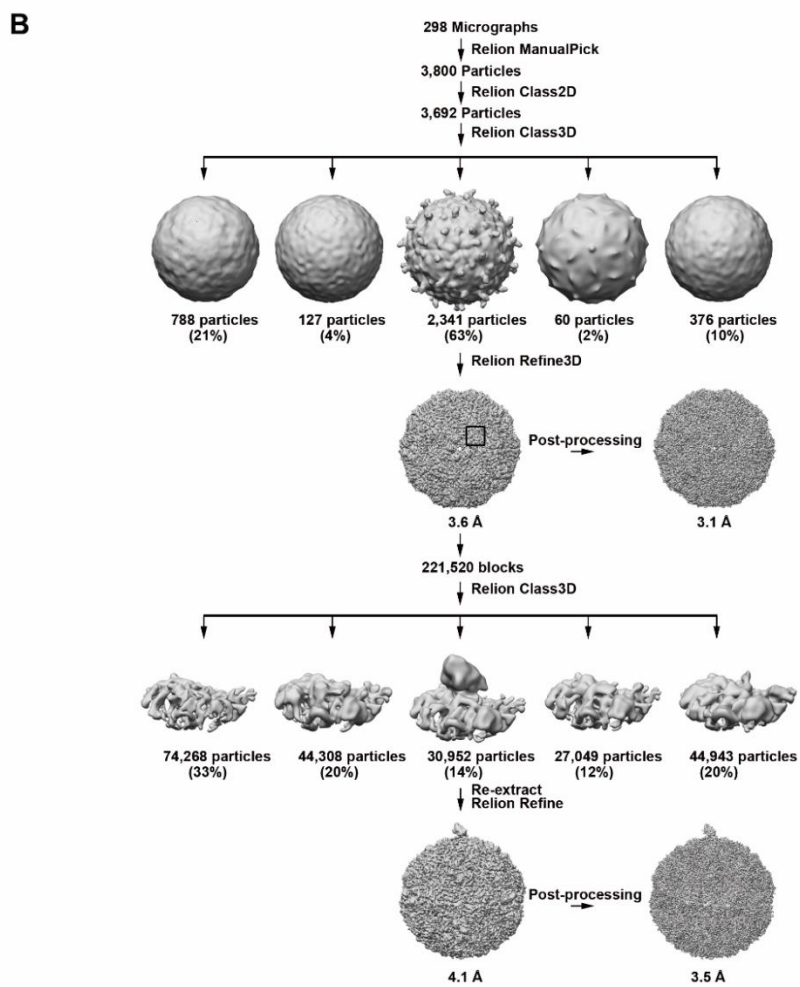 B
298 Micrographs
Relion ManualPick
3,800 Particles
Relion Class2D
3,692 Particles
Relion Class3D
788 particles
(21%)
127 particles
(4%)
2,341 particles
(63%)
60 particles
(2%)
376 particles
(10%)
Relion Refine3D
Post-processing
3.6 Å
3.1 Å
221,520 blocks
Relion Class3D
74,268 particles
(33%)
44,308 particles
(20%)
30,952 particles
(14%)
27,049 particles
(12%)
44,943 particles
(20%)
Re-extract
Relion Refine
Post-processing
4.1 Å
3.5 Å